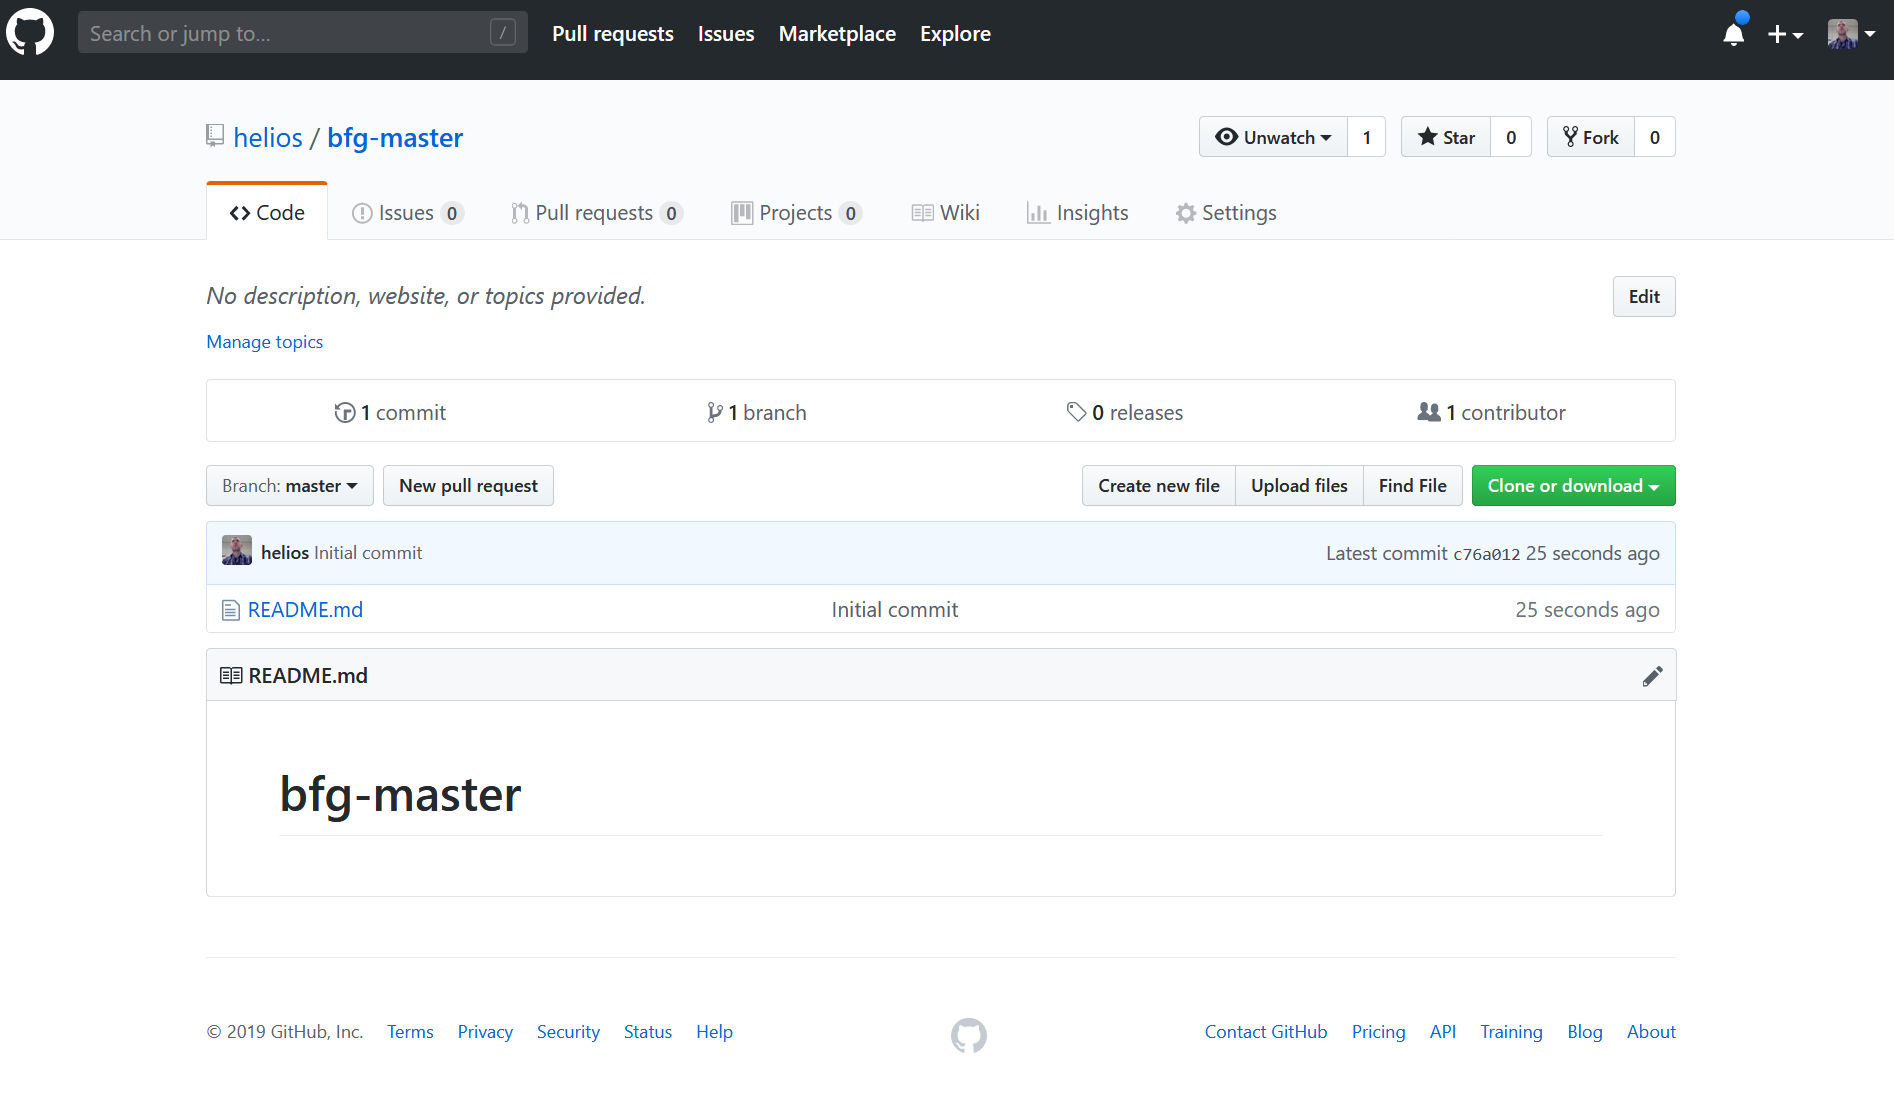 Search or jump to... /
Pull requests Issues Marketplace Explore
helios / bfg-master
Unwatch 1 Star 0 Fork 0
Code Issues 0 Pull requests 0 Projects 0 Wiki Insights Settings
No description, website, or topics provided. Edit
Manage topics
1 commit 1 branch 0 releases 1 contributor
Branch: master New pull request Create new file Upload files Find File Clone or download
helios Initial commit Latest commit c76a012 25 seconds ago
README.md Initial commit 25 seconds ago
README.md
bfg-master
© 2019 GitHub, Inc. Terms Privacy Security Status Help Contact GitHub Pricing API Training Blog About